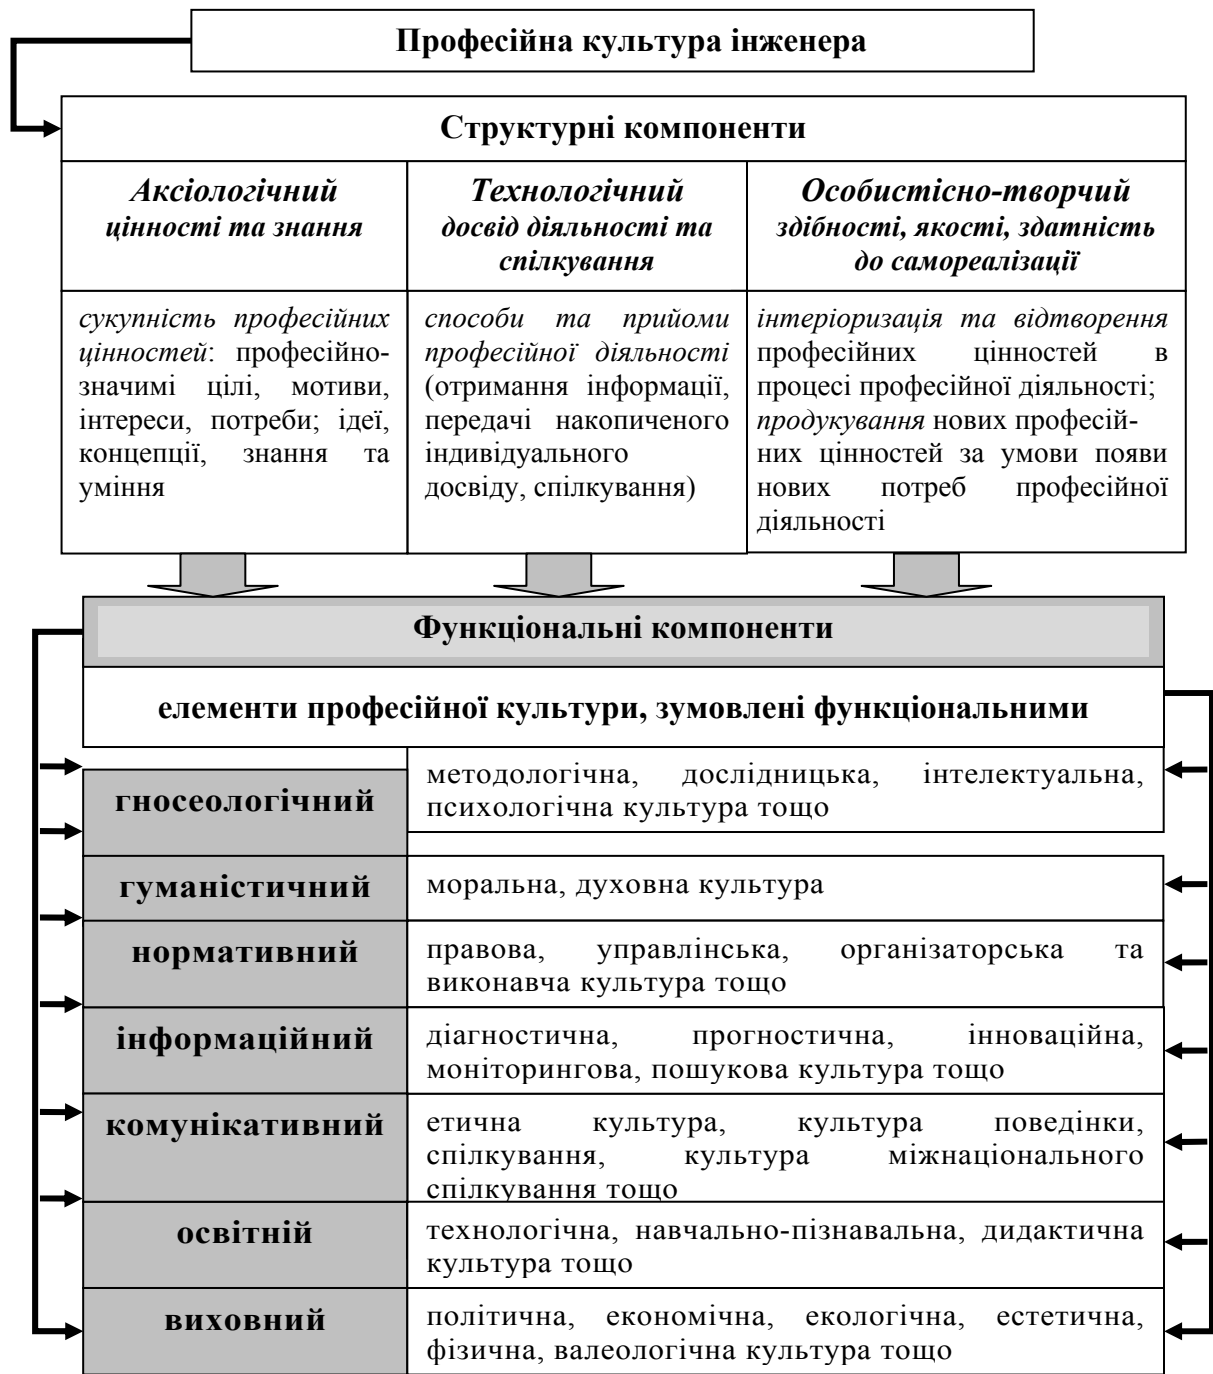 Професійна культура інженера
Структурні компоненти
Аксіологічний
цінності та знання
Технологічний
досвід діяльності та
спілкування
Особистісно-творчий
здібності, якості, здатність
до самореалізації
сукупність професійних
цінностей: професійно-
значимі цілі, мотиви,
інтереси, потреби; ідеї,
концепції, знання та
уміння
способи та прийоми
професійної діяльності
(отримання інформації,
передачі накопиченого
індивідуального
досвіду, спілкування)
інтеріоризація та відтворення
професійних цінностей в
процесі професійної діяльності;
продукування нових професій-
них цінностей за умови появи
нових потреб професійної
діяльності
Функціональні компоненти
елементи професійної культури, зумовлені функціональними
гносеологічний
методологічна, дослідницька, інтелектуальна,
психологічна культура тощо
гуманістичний
моральна, духовна культура
нормативний
правова, управлінська, організаторська та
виконавча культура тощо
інформаційний
діагностична, прогностична, інноваційна,
моніторингова, пошукова культура тощо
комунікативний
етична культура, культура поведінки,
спілкування, культура міжнаціонального
спілкування тощо
освітній
технологічна, навчально-пізнавальна, дидактична
культура тощо
виховний
політична, економічна, екологічна, естетична,
фізична, валеологічна культура тощо